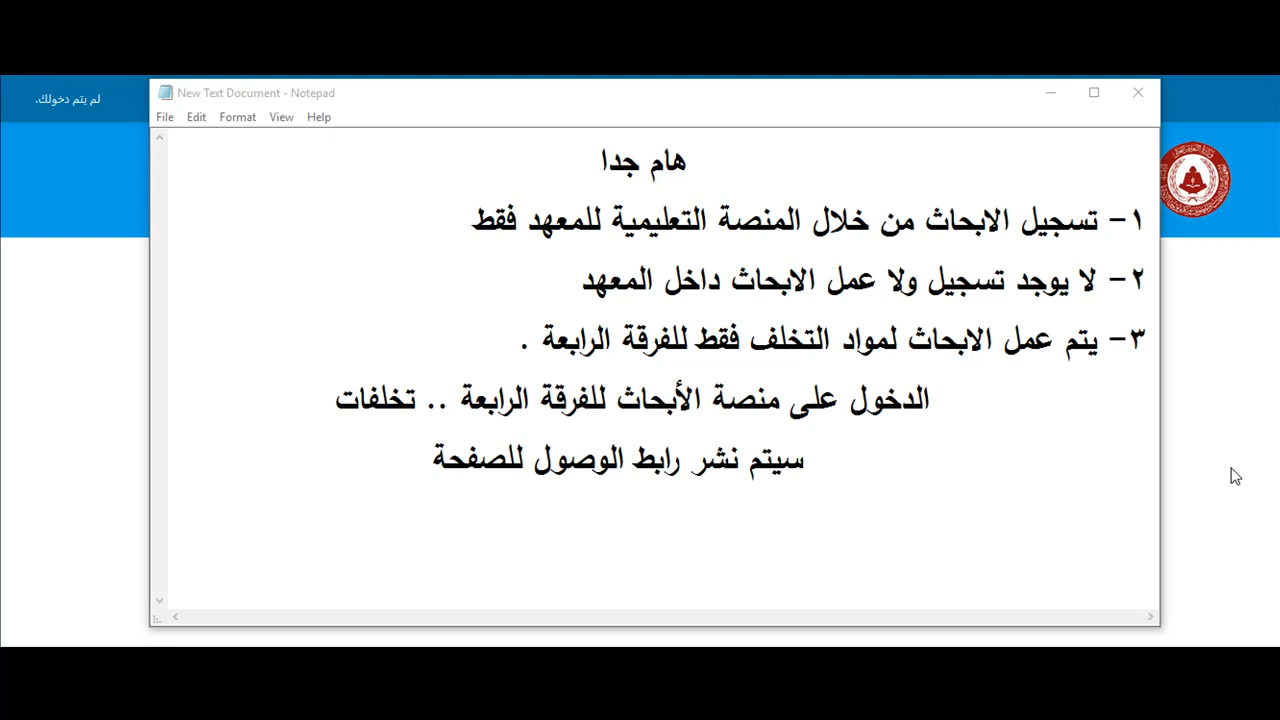 لم يتم دخولك.
New Text Document - Notepad
File Edit Format View Help
هام جدا
١- تسجيل الابحاث من خلال المنصة التعليمية للمعهد فقط
٢- لا يوجد تسجيل ولا عمل الابحاث داخل المعهد
٣- يتم عمل الابحاث لمواد التخلف فقط للفرقة الرابعة .
الدخول على منصة الأبحاث للفرقة الرابعة .. تخلفات
سيتم نشر رابط الوصول للصفحة